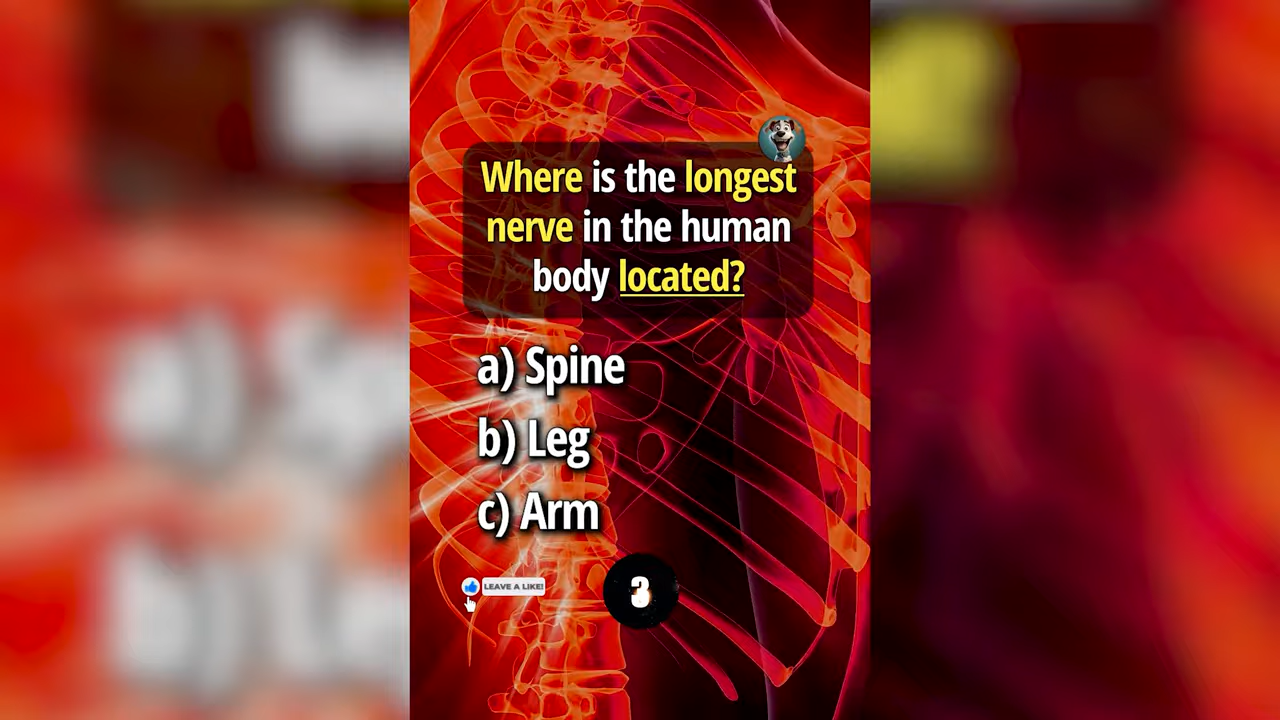 Where is the longest
nerve in the human
body located?
a) Spine
b) Leg
c) Arm
LEAVE A LIKE!
3